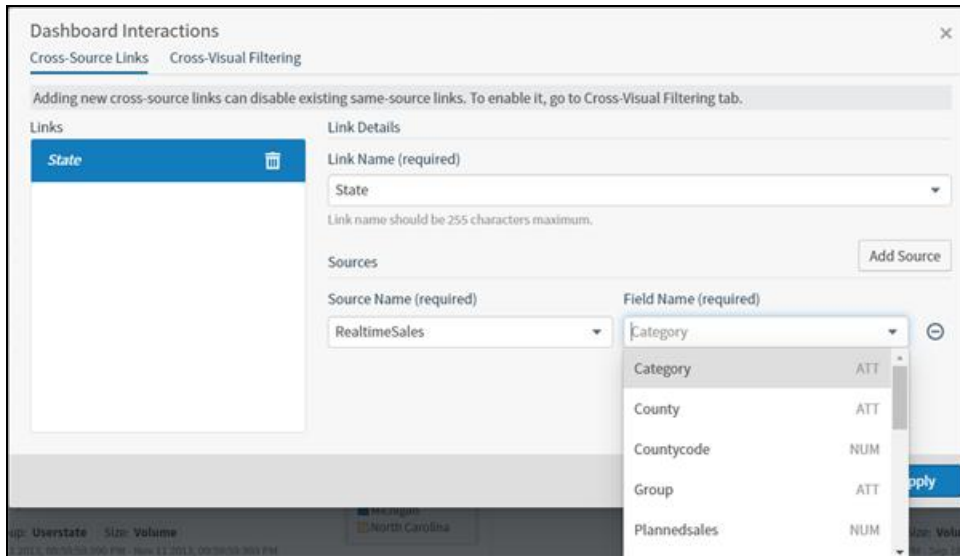 Dashboard Interactions
Cross-Source Links Cross-Visual Filtering
Adding new cross-source links can disable existing same-source links. To enable it, go to Cross-Visual Filtering tab.
Links
State
Link Details
Link Name (required)
State
Link name should be 255 characters maximum.
Sources
Add Source
Source Name (required) Field Name (required)
RealtimeSales Category
Category ATT
County ATT
Countycode NUM
Group ATT
Plannedsales NUM
pply
Michigan
North Carolina
up: Userstate Size: Volume